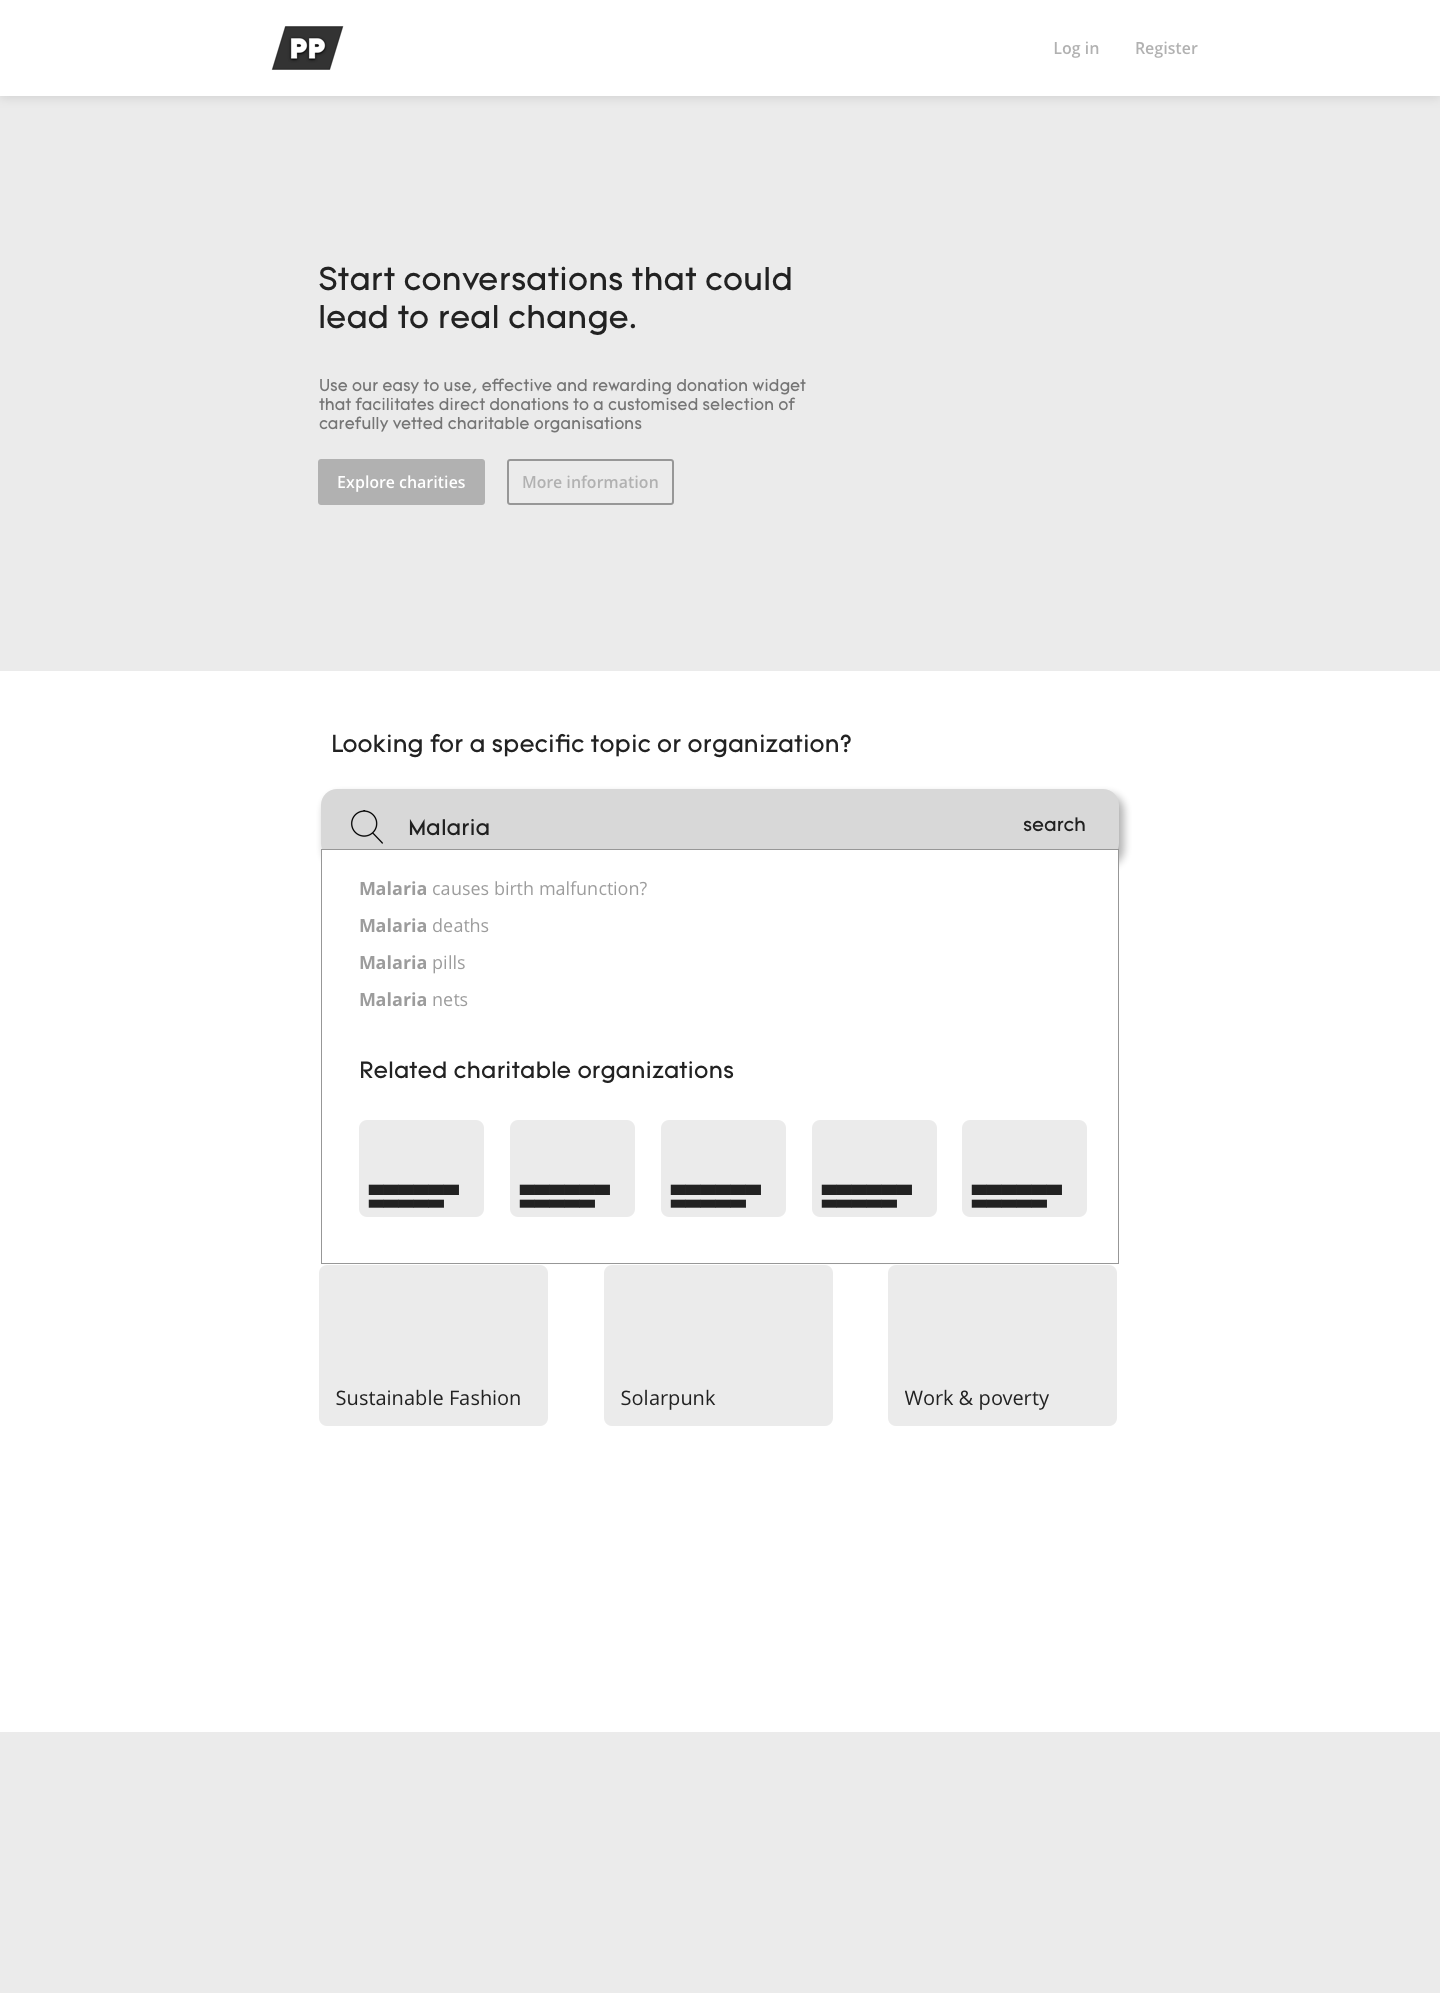 PP
Log in
Register
Start conversations that could
lead to real change.
Use our easy to use, effective and rewarding donation widget
that facilitates direct donations to a customised selection of
carefully vetted charitable organisations
Explore charities
More information
Looking for a specific topic or organization?
Malaria
search
Malaria causes birth malfunction?
Malaria deaths
Malaria pills
Malaria nets
Related charitable organizations
Sustainable Fashion
Solarpunk
Work & poverty